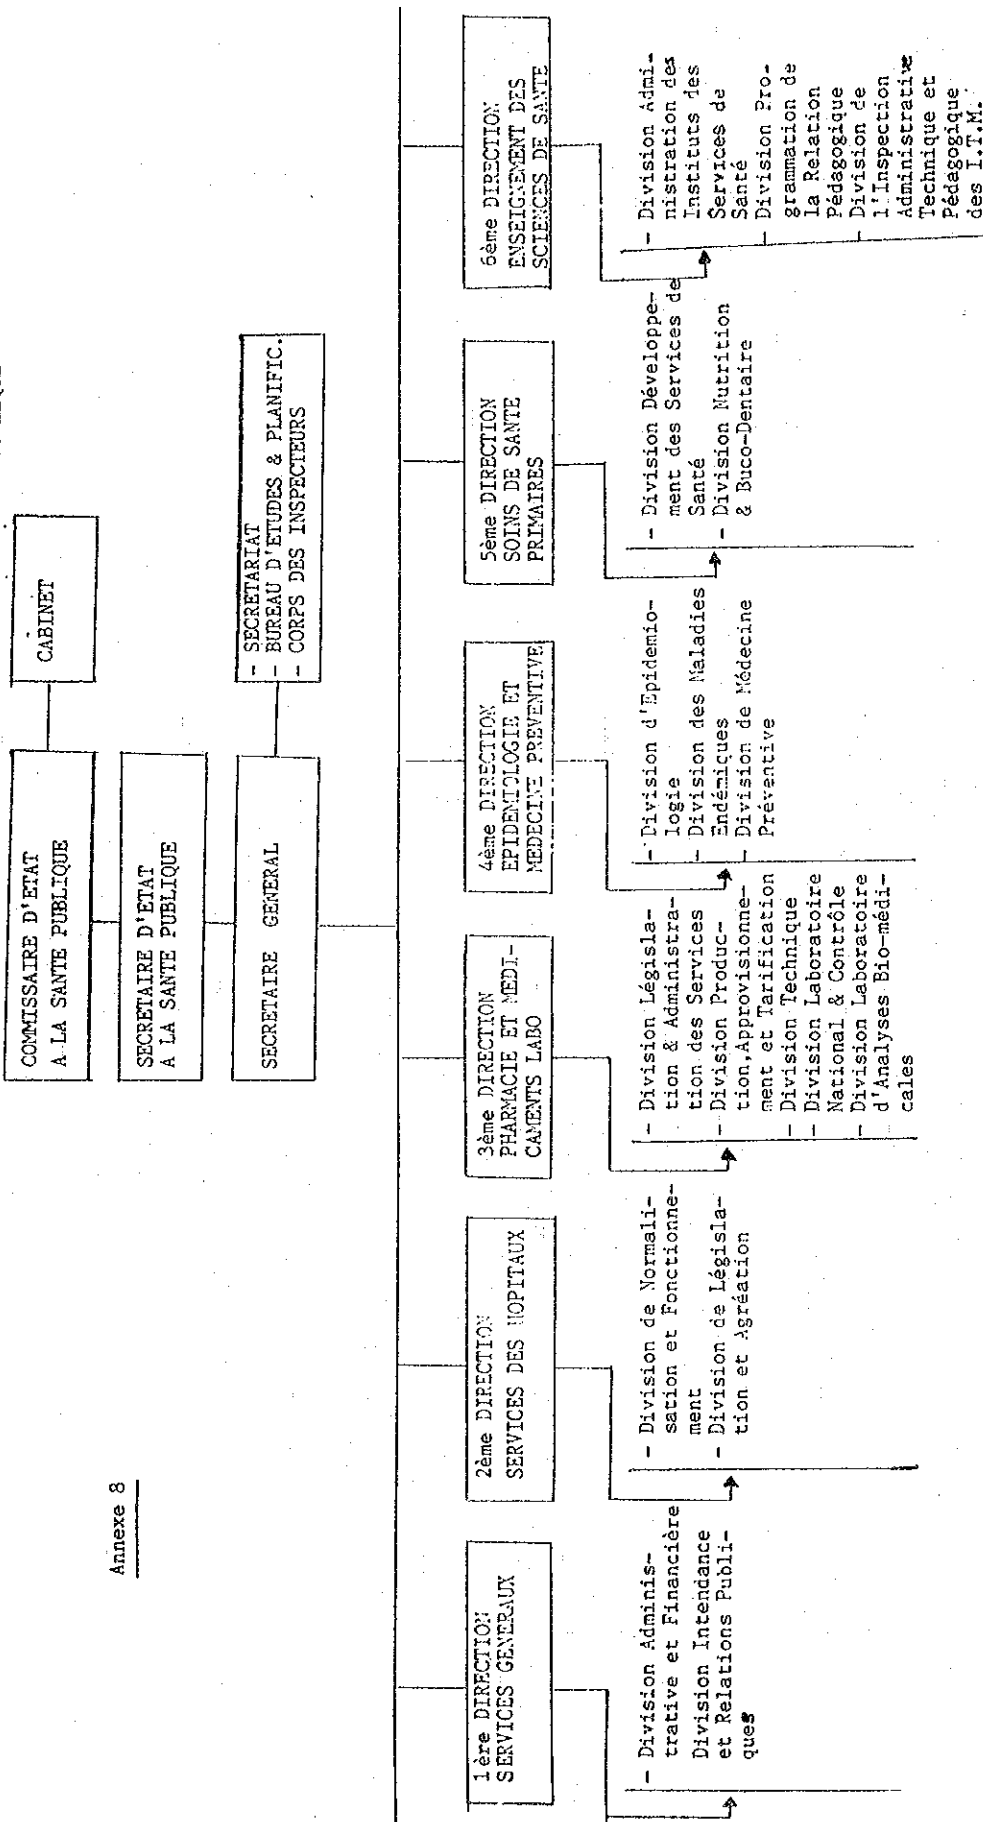 Annexe 8
COMMISSAIRE D'ETAT
A LA SANTE PUBLIQUE
CABINET
SECRETAIRE D'ETAT
A LA SANTE PUBLIQUE
SECRETAIRE GENERAL
- SECRETARIAT
- BUREAU D'ETUDES & PLANIFIC.
- CORPS DES INSPECTEURS
1ère DIRECTION
SERVICES GENERAUX
- Division Adminis-
trative et Financière
Division Intendance
et Relations Publi-
ques
2ème DIRECTION
SERVICES DES HOPITAUX
- Division de Normali-
sation et Fonctionne-
ment
- Division de Législa-
tion et Agréation
3ème DIRECTION
PHARMACIE ET MEDI-
CAMENTS LABO
- Division Législa-
tion & Administra-
tion des Services
- Division Produc-
tion,Approvisionne-
ment et Tarification
- Division Technique
- Division Laboratoire
National & Contrôle
- Division Laboratoire
d'Analyses Bio-médi-
cales
4ème DIRECTION
EPIDEMIOLOGIE ET
MEDECINE PREVENTIVE
- Division d'Epidémio-
logie
- Division des Maladies
Endémiques
- Division de Médecine
Préventive
5ème DIRECTION
SOINS DE SANTE
PRIMAIRES
- Division Développe-
ment des Services de
Santé
- Division Nutrition
& Buco-Dentaire
6ème DIRECTION
ENSEIGNEMENT DES
SCIENCES DE SANTE
- Division Admi-
nistration des
Instituts des
Services de
Santé
- Division Pro-
grammation de
la Relation
Pédagogique
- Division de
l'Inspection
Administrative
Technique et
Pédagogique
des I.T.M.